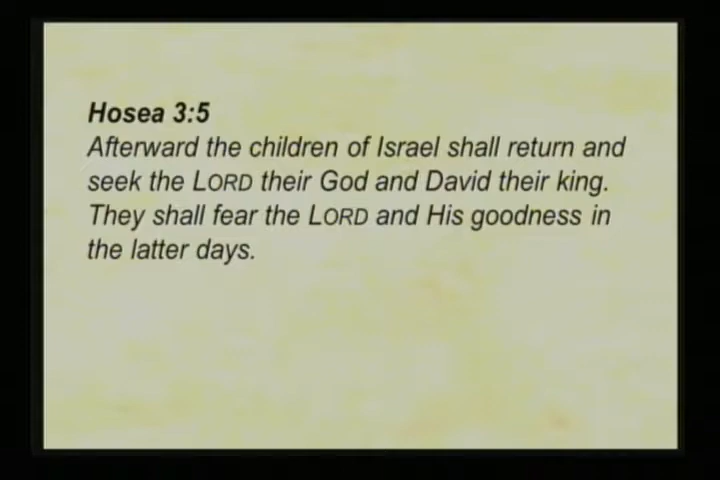 Hosea 3:5
Afterward the children of Israel shall return and
seek the LORD their God and David their king.
They shall fear the LORD and His goodness in
the latter days.